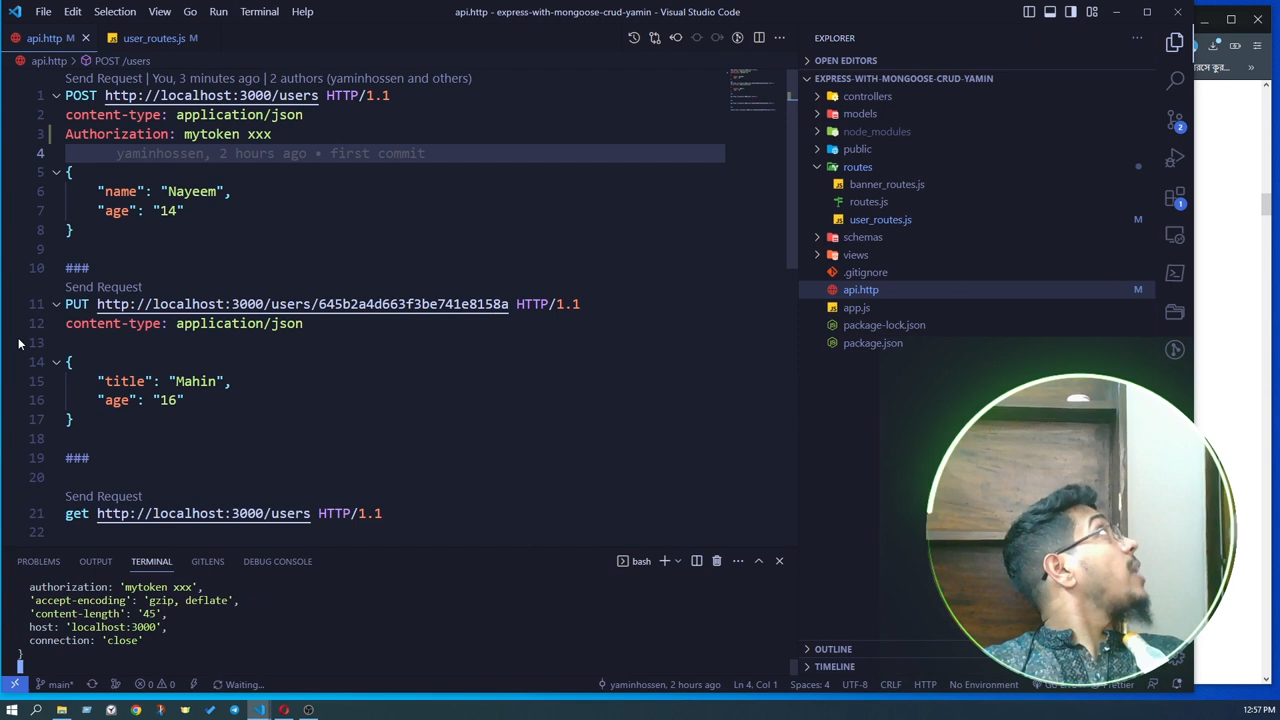 File Edit Selection View Go Run Terminal Help
api.http - express-with-mongoose-crud-yamin - Visual Studio Code
api.http M
user_routes.js M
api.http > POST /users
Send Request | You, 3 minutes ago | 2 authors (yaminhossen and others)
1 POST http://localhost:3000/users HTTP/1.1
2 content-type: application/json
3 Authorization: mytoken xxx
4 yaminhossen, 2 hours ago • first commit
5 {
6 "name": "Nayeem",
7 "age": "14"
8 }
9
10 ###
Send Request
11 PUT http://localhost:3000/users/645b2a4d663f3be741e8158a HTTP/1.1
12 content-type: application/json
13
14 {
15 "title": "Mahin",
16 "age": "16"
17 }
18
19 ###
20
Send Request
21 get http://localhost:3000/users HTTP/1.1
22
EXPLORER
OPEN EDITORS
EXPRESS-WITH-MONGOOSE-CRUD-YAMIN
controllers
models
node_modules
public
routes
banner_routes.js
routes.js
user_routes.js M
schemas
views
.gitignore
api.http M
app.js
package-lock.json
package.json
OUTLINE
TIMELINE
2
1
PROBLEMS OUTPUT TERMINAL GITLENS DEBUG CONSOLE
bash
authorization: 'mytoken xxx',
'accept-encoding': 'gzip, deflate',
'content-length': '45',
host: 'localhost:3000',
connection: 'close'
}
main* 0 0 Waiting... yaminhossen, 2 hours ago Ln 4, Col 1 Spaces: 4 UTF-8 CRLF HTTP No Environment Prettier
12:57 PM